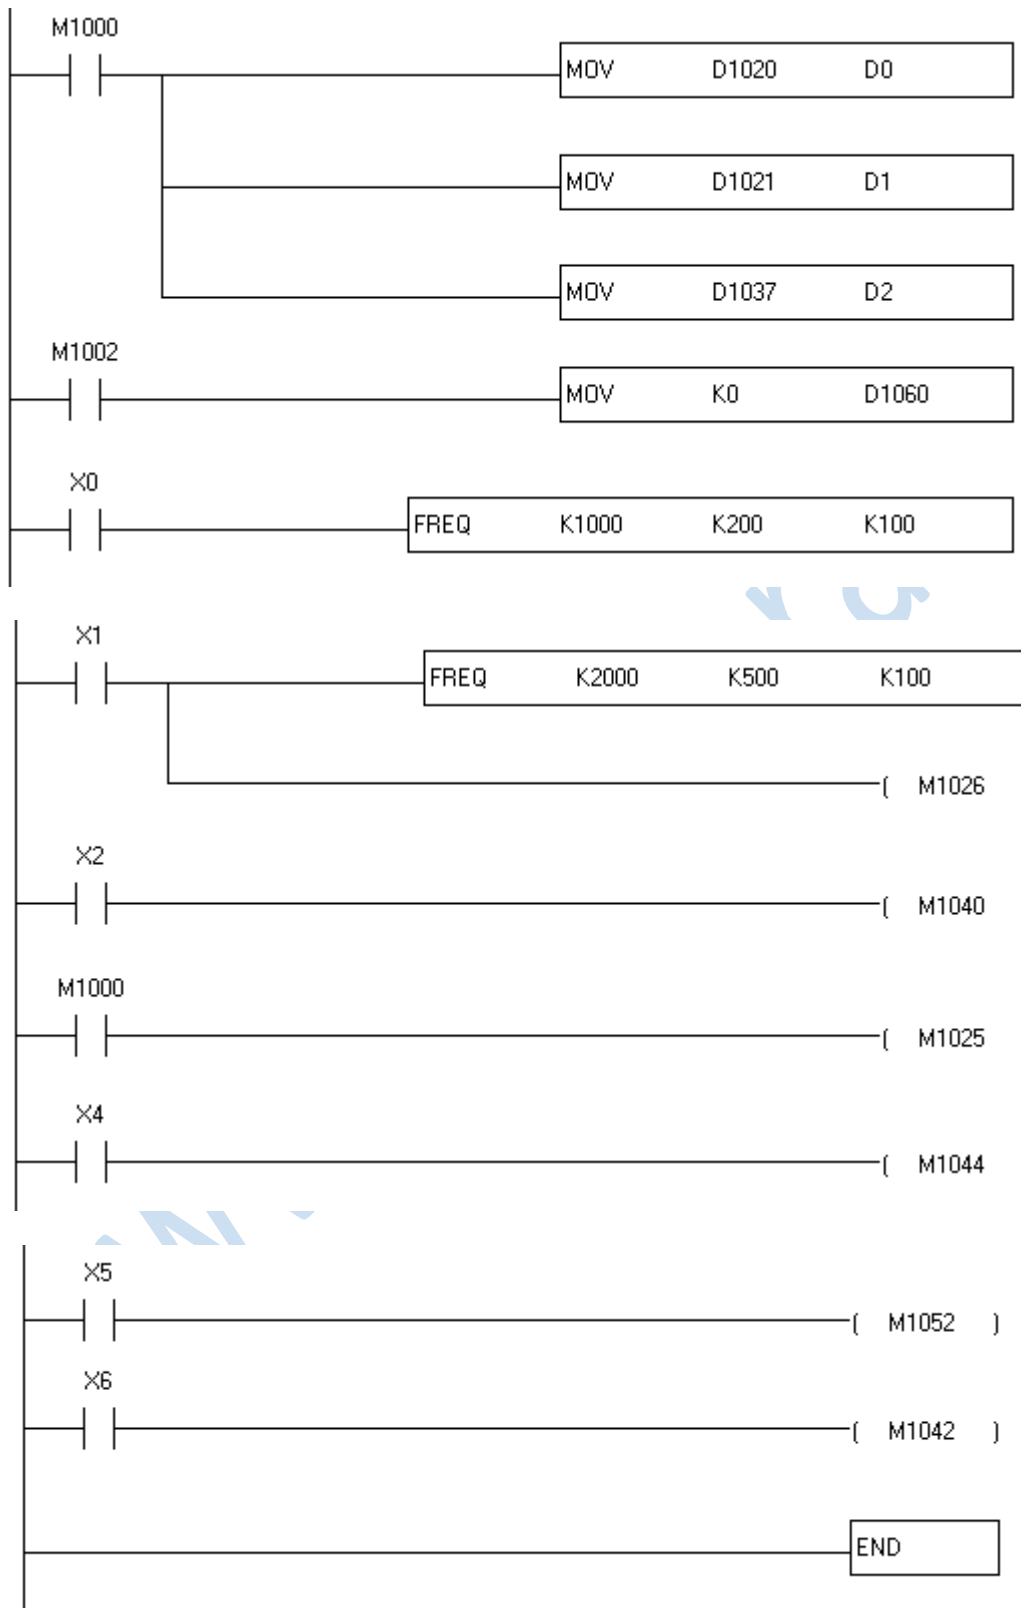 M1000
MOV D1020 D0
MOV D1021 D1
MOV D1037 D2
M1002
MOV K0 D1060
X0
FREQ K1000 K200 K100
X1
FREQ K2000 K500 K100
( M1026
X2
( M1040
M1000
( M1025
X4
( M1044
X5
( M1052 )
X6
( M1042 )
END